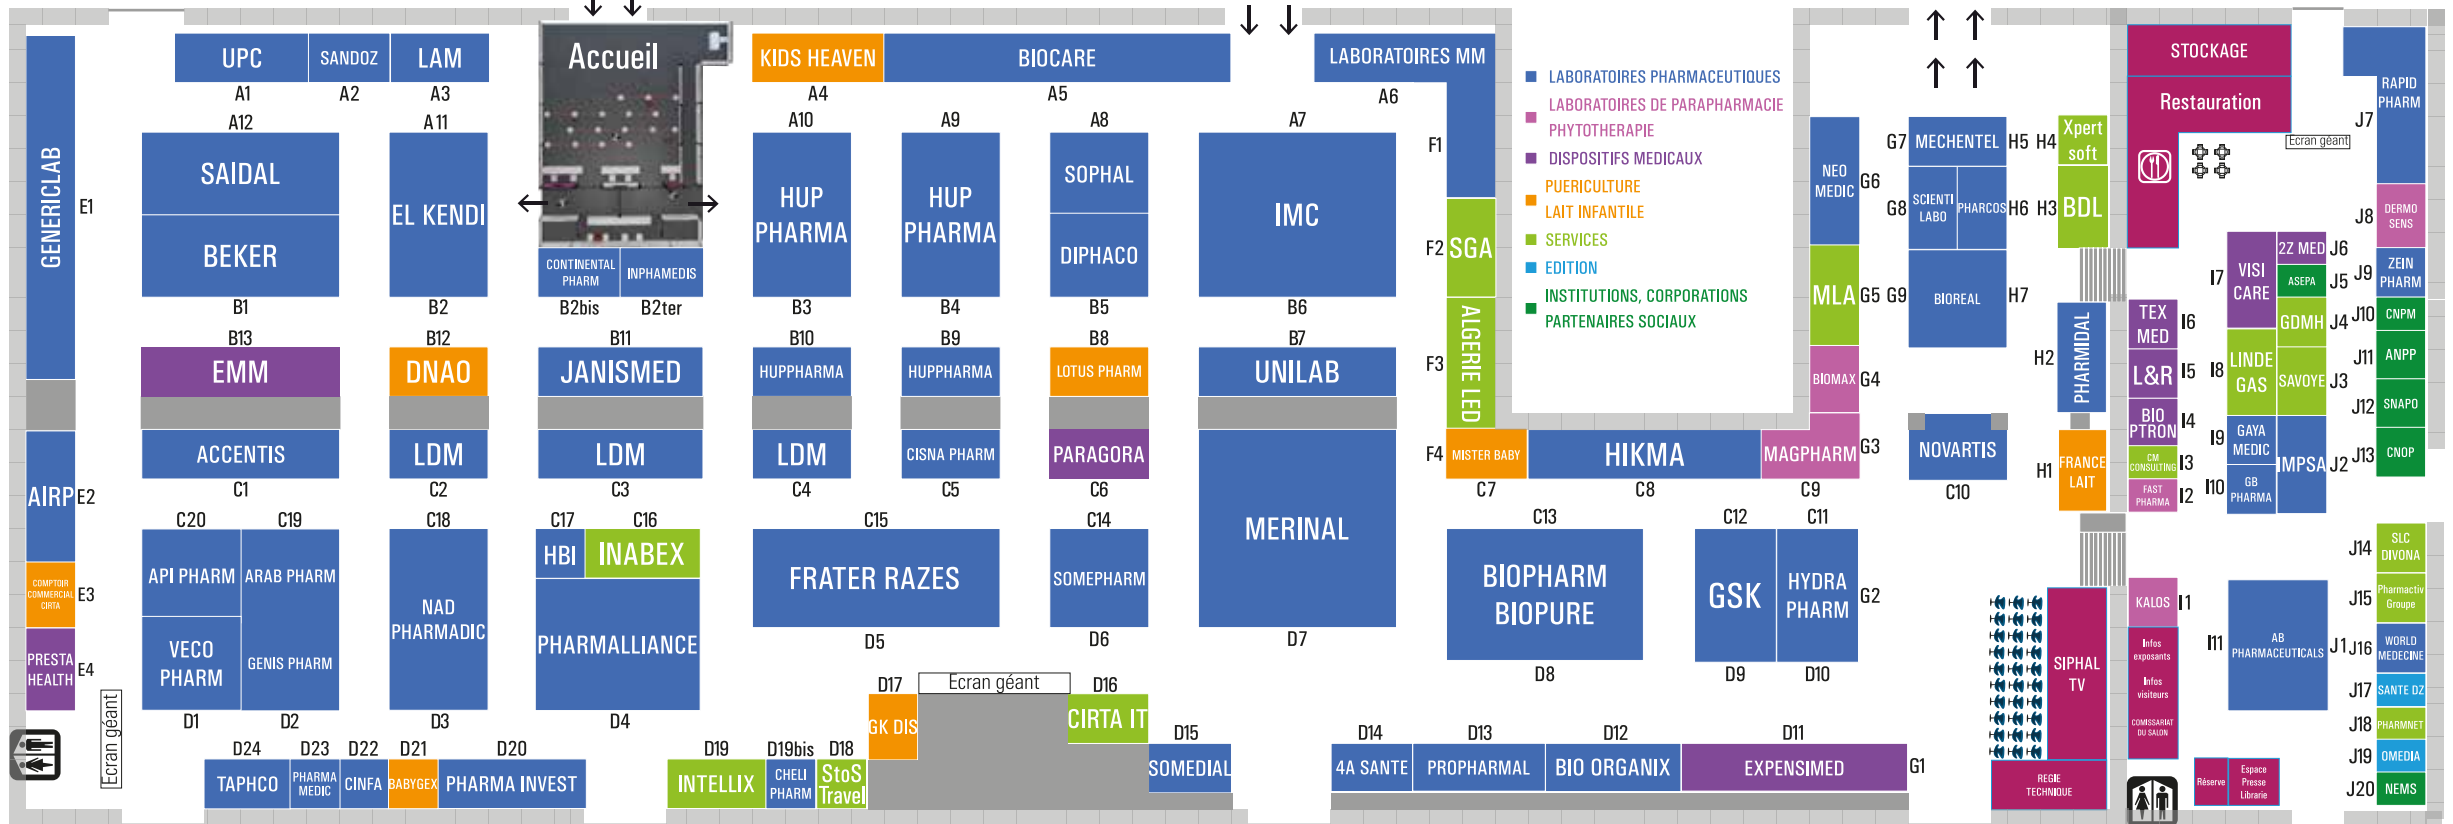 UPC
SANDOZ
LAM
A1
A2
A3
Accueil
KIDS HEAVEN
BIOCARE
LABORATOIRES MM
A4
A5
A6
GENERICLAB
E1
A12
A11
SAÏDAL
BEKER
EL KENDI
B1
B2
CONTINENTAL
PHARM
INPHAMEDIS
B2bis
B2ter
A10
A9
A8
A7
HUP
PHARMA
HUP
PHARMA
SOPHAL
DIPHACO
IMC
B3
B4
B5
B6
F1
F2
SGA
F3
ALGERIE LED
LABORATOIRES PHARMACEUTIQUES
LABORATOIRES DE PARAPHARMACIE
PHYTOTHERAPIE
DISPOSITIFS MEDICAUX
PUERICULTURE
LAIT INFANTILE
SERVICES
EDITION
INSTITUTIONS, CORPORATIONS
PARTENAIRES SOCIAUX
NEO
MEDIC
G6
MLA
G5
BIOMAX
G4
MAGPHARM
G3
G7
MECHENTEL
H5
G8
SCIENTI
LABO
PHARCOS
H6
G9
BIOREAL
H7
H4
Xpert
soft
H3
BDL
H2
PHARMIDAL
H1
FRANCE
LAIT
NOVARTIS
C10
B13
B12
B11
B10
B9
B8
B7
EMM
DNAO
JANISMED
HUPPHARMA
HUPPHARMA
LOTUS PHARM
UNILAB
ACCENTIS
LDM
LDM
LDM
CISNA PHARM
PARAGORA
C1
C2
C3
C4
C5
C6
F4
MISTER BABY
HIKMA
C7
C8
C9
AIRP
E2
COMPTOIR
COMMERCIAL
CIRTA
E3
PRESTA
HEALTH
E4
Ecran géant
C20
C19
C18
C17
C16
C15
C14
C13
C12
C11
API PHARM
ARAB PHARM
VECO
PHARM
GENIS PHARM
NAD
PHARMADIC
HBI
INABEX
PHARMALLIANCE
FRATER RAZES
SOMEPHARM
MERINAL
BIOPHARM
BIOPURE
GSK
HYDRA
PHARM
G2
D1
D2
D3
D4
D5
D6
D7
D8
D9
D10
D24
D23
D22
D21
D20
TAPHCO
PHARMA
MEDIC
CINFA
BABYGEX
PHARMA INVEST
D19
D19bis
D18
D17
INTELLIX
CHELI
PHARM
StoS
Travel
GK DIS
Ecran géant
D16
CIRTA IT
D15
SOMEDIAL
D14
D13
D12
D11
4A SANTE
PROPHARMAL
BIO ORGANIX
EXPENSIMED
G1
SIPHAL
TV
REGIE
TECHNIQUE
STOCKAGE
Restauration
Ecran géant
RAPID
PHARM
J7
DERMO
SENS
J8
ZEIN
PHARM
J9
J10
CNPM
J11
ANPP
J12
SNAPO
J13
CNOP
VISI
CARE
I7
2Z MED
J6
ASEPA
J5
GDMH
J4
SAVOYE
J3
LINDE
GAS
I8
GAYA
MEDIC
I9
GB
PHARMA
I10
IMPSA
J2
TEX
MED
I6
L&R
I5
BIO
PTRON
I4
CM
CONSULTING
I3
FAST
PHARMA
I2
KALOS
I1
Infos
exposants
Infos
visiteurs
COMISSARIAT
DU SALON
I11
AB
PHARMACEUTICALS
J1
J14
SLC
DIVONA
J15
Pharmactiv
Groupe
J16
WORLD
MEDECINE
J17
SANTE DZ
J18
PHARMNET
J19
OMEDIA
J20
NEMS
Réserve
Espace
Presse
Librarie